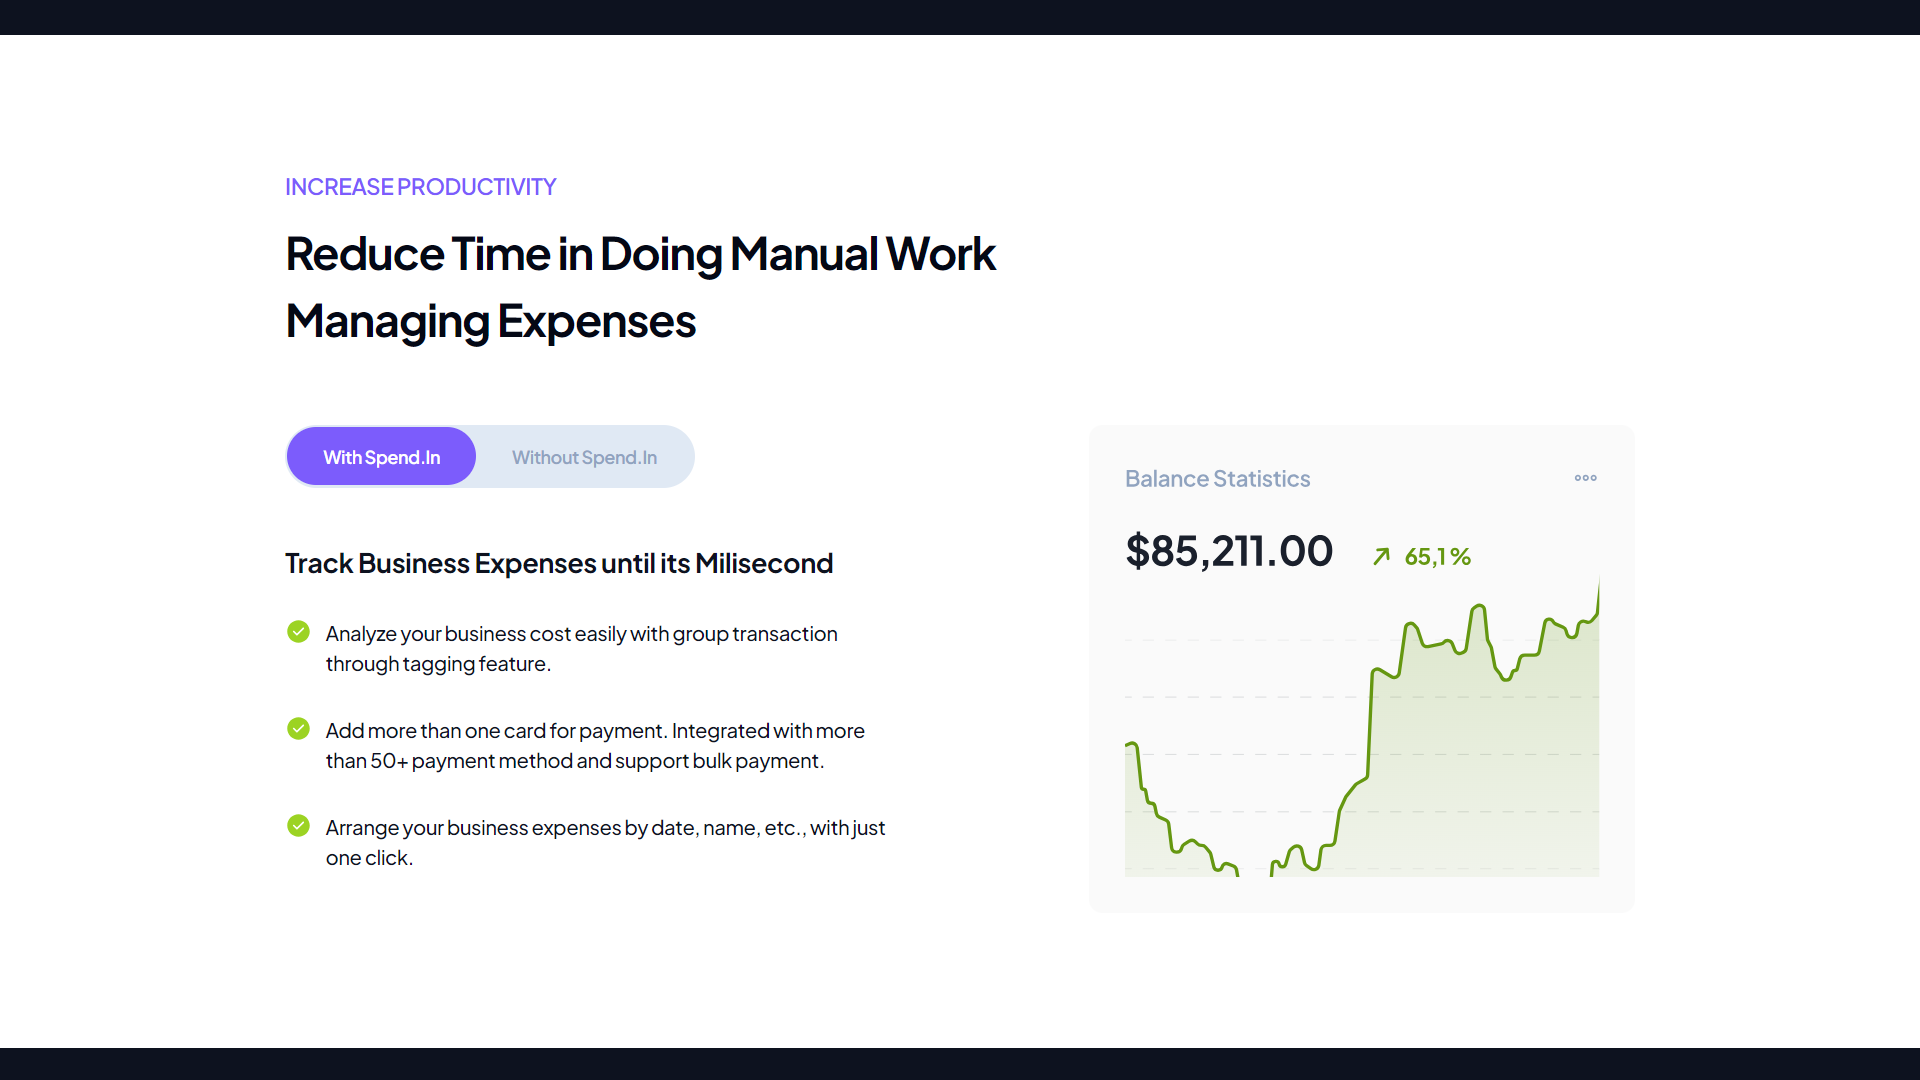 INCREASE PRODUCTIVITY
Reduce Time in Doing Manual Work
Managing Expenses
With Spend.In
Without Spend.In
Track Business Expenses until its Milisecond
Analyze your business cost easily with group transaction
through tagging feature.
Add more than one card for payment. Integrated with more
than 50+ payment method and support bulk payment.
Arrange your business expenses by date, name, etc., with just
one click.
Balance Statistics
$85,211.00
65,1%